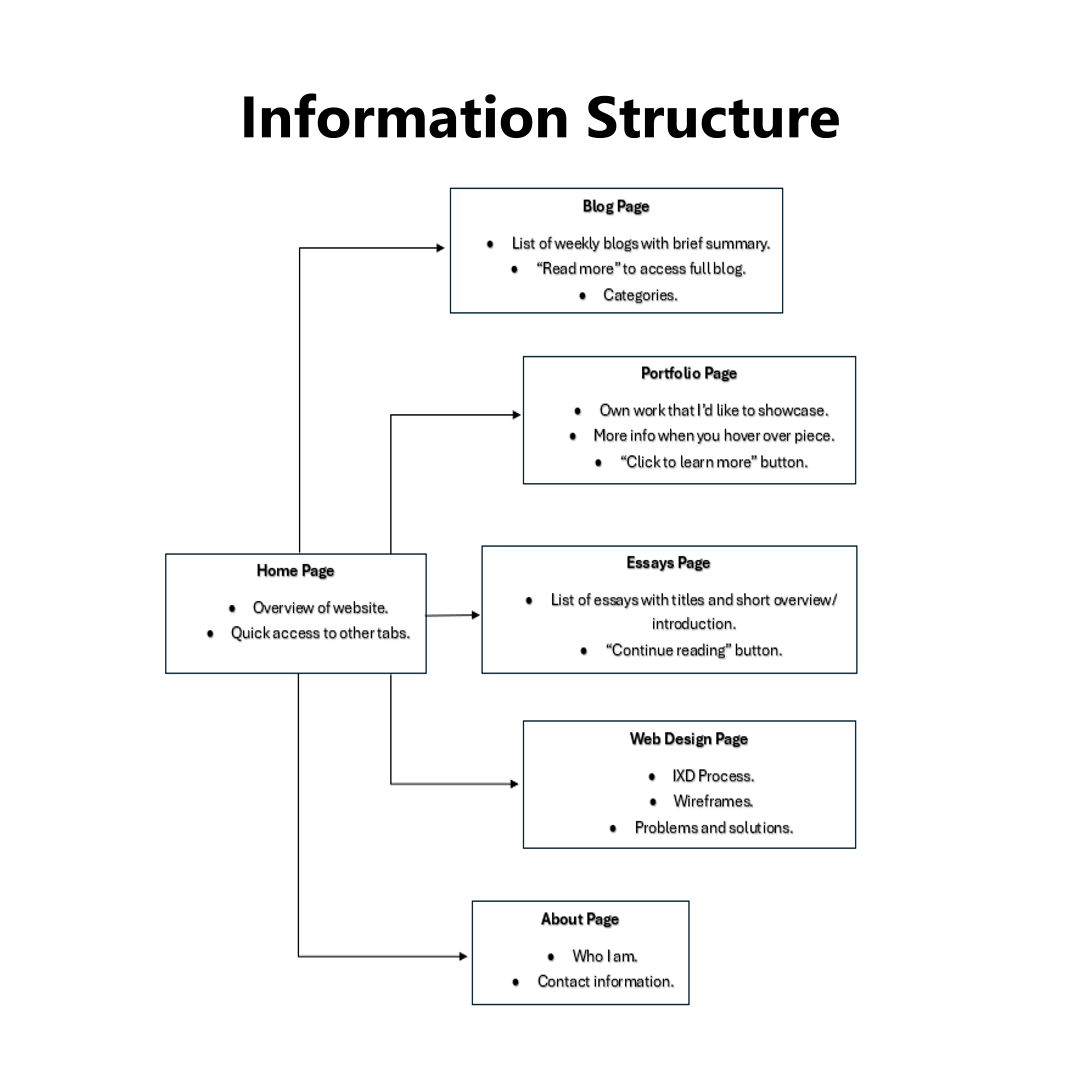 Information Structure
Blog Page
• List of weekly blogs with brief summary.
• “Read more” to access full blog.
• Categories.
Portfolio Page
• Own work that I’d like to showcase.
• More info when you hover over piece.
• “Click to learn more” button.
Home Page
• Overview of website.
• Quick access to other tabs.
Essays Page
• List of essays with titles and short overview/
introduction.
• “Continue reading” button.
Web Design Page
• IXD Process.
• Wireframes.
• Problems and solutions.
About Page
• Who I am.
• Contact information.